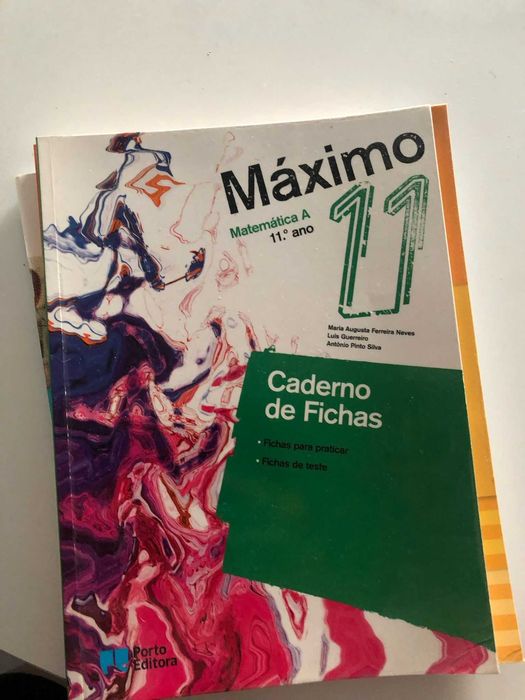 Máximo
Matemática A
11.º ano
11
Maria Augusta Ferreira Neves
Luís Guerreiro
António Pinto Silva
Caderno
de Fichas
• Fichas para praticar
• Fichas de teste
Porto
Editora